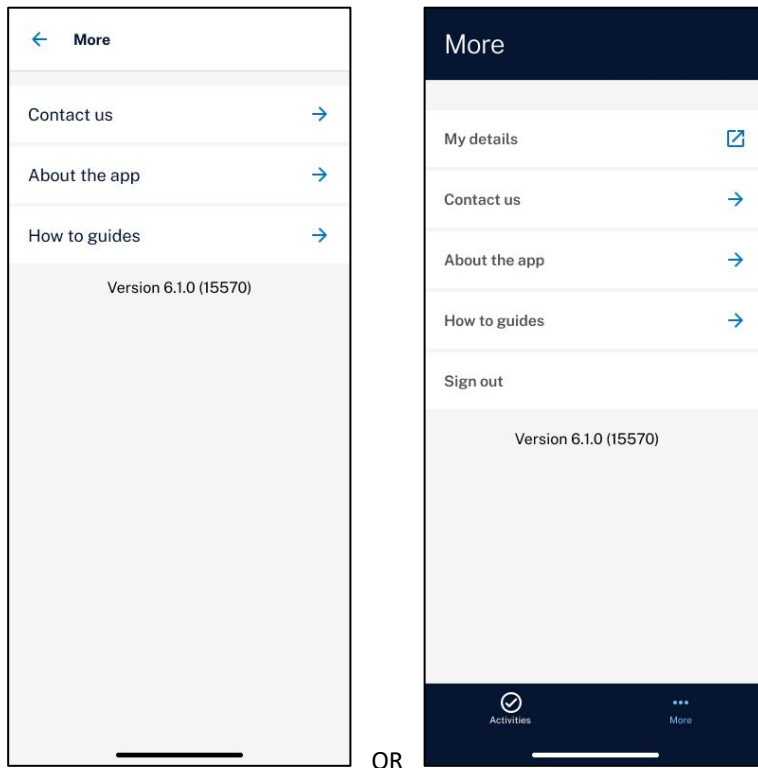 More
Contact us
About the app
How to guides
Version 6.1.0 (15570)
OR
More
My details
Contact us
About the app
How to guides
Sign out
Version 6.1.0 (15570)
Activities
More